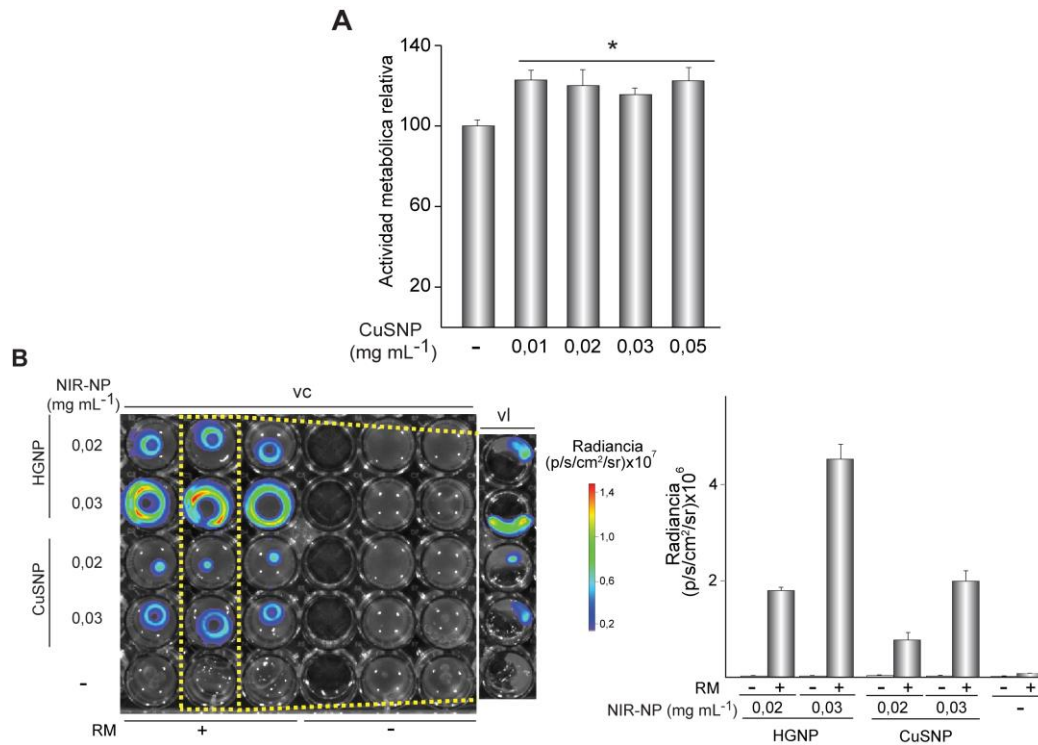 A
Actividad metabólica relativa
140
100
60
20
*
CuSNP
(mg mL-1)
- 0,01 0,02 0,03 0,05
B
NIR-NP
(mg mL-1)
vc
vl
HGNP
0,02
0,03
CuSNP
0,02
0,03
-
RM + -
Radiancia
(p/s/cm²/sr)x10⁷
1,4
1,0
0,6
0,2
Radiancia
(p/s/cm²/sr)x10⁶
4
2
RM - + - + - + - + - +
NIR-NP (mg mL-1) 0,02 0,03 0,02 0,03 -
HGNP CuSNP